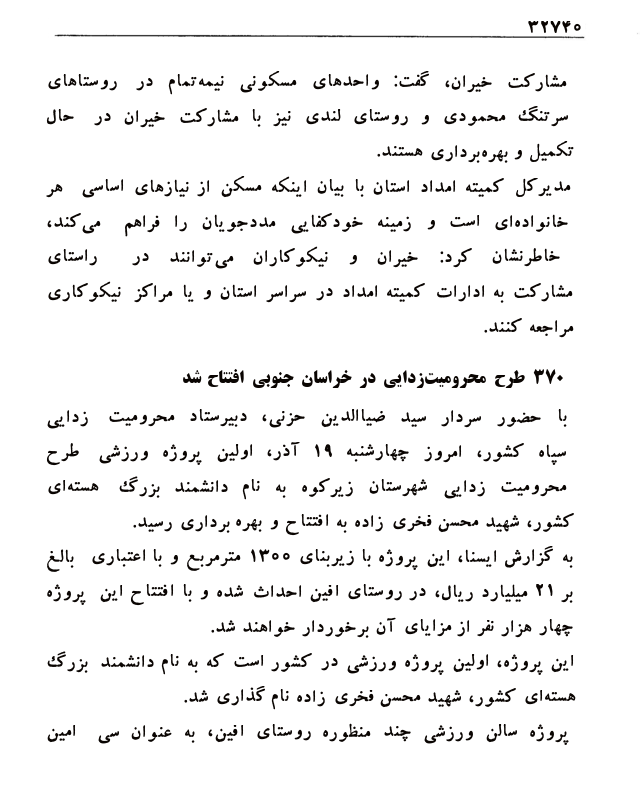 ۳۲۷۴۰
مشارکت خیران، گفت: واحدهای مسکونی نیمه‌تمام در روستاهای
سرتنگ محمودی و روستای لندی نیز با مشارکت خیران در حال
تکمیل و بهره‌برداری هستند.
مدیرکل کمیته امداد استان با بیان اینکه مسکن از نیازهای اساسی هر
خانواده‌ای است و زمینه خودکفایی مددجویان را فراهم می‌کند،
خاطرنشان کرد: خیران و نیکوکاران می‌توانند در راستای
مشارکت به ادارات کمیته امداد در سراسر استان و یا مراکز نیکوکاری
مراجعه کنند.
۳۷۰ طرح محرومیت‌زدایی در خراسان جنوبی افتتاح شد
با حضور سردار سید ضیاالدین حزنی، دبیرستاد محرومیت زدایی
سپاه کشور، امروز چهارشنبه ۱۹ آذر، اولین پروژه ورزشی طرح
محرومیت زدایی شهرستان زیرکوه به نام دانشمند بزرگ هسته‌ای
کشور، شهید محسن فخری زاده به افتتاح و بهره برداری رسید.
به گزارش ایسنا، این پروژه با زیربنای ۱۳۰۰ مترمربع و با اعتباری بالغ
بر ۲۱ میلیارد ریال، در روستای افین احداث شده و با افتتاح این پروژه
چهار هزار نفر از مزایای آن برخوردار خواهند شد.
این پروژه، اولین پروژه ورزشی در کشور است که به نام دانشمند بزرگ
هسته‌ای کشور، شهید محسن فخری زاده نام گذاری شد.
پروژه سالن ورزشی چند منظوره روستای افین، به عنوان سی امین